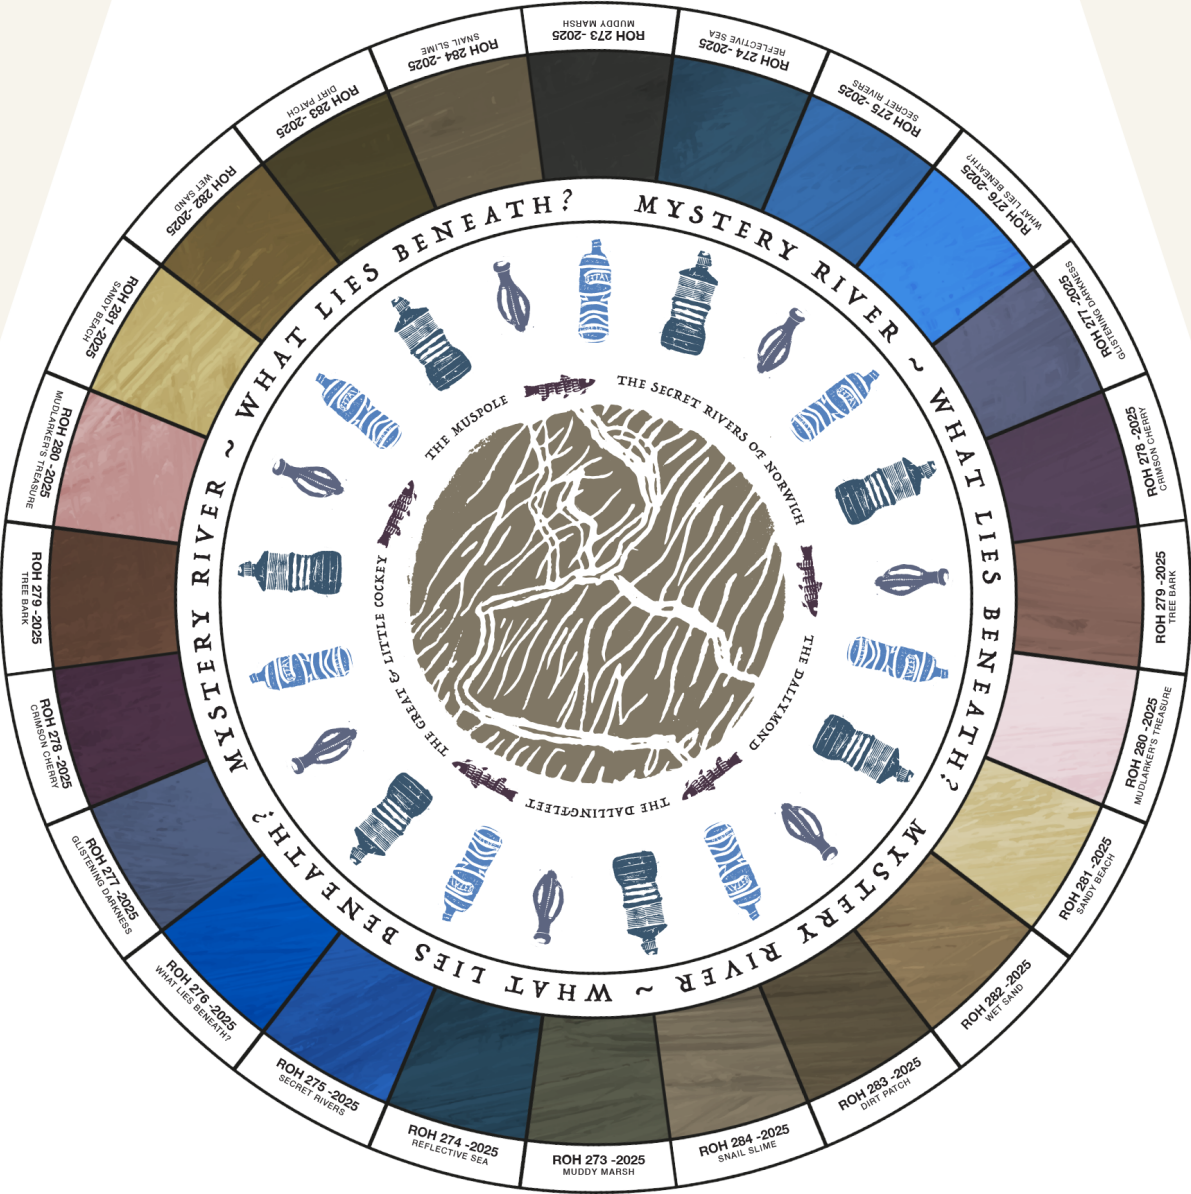 ROH 273 -2025
MUDDY MARSH
ROH 274 -2025
REFLECTIVE SEA
ROH 275 -2025
SECRET RIVERS
ROH 276 -2025
WHAT LIES BENEATH?
ROH 277 -2025
GLISTENING DARKNESS
ROH 278 -2025
CRIMSON CHERRY
ROH 279 -2025
TREE BARK
ROH 280 -2025
MUDLARKER'S TREASURE
ROH 281 -2025
SANDY BEACH
ROH 282 -2025
WET SAND
ROH 283 -2025
DIRT PATCH
ROH 284 -2025
SNAIL SLIME
ROH 273 -2025
MUDDY MARSH
ROH 274 -2025
REFLECTIVE SEA
ROH 275 -2025
SECRET RIVERS
ROH 276 -2025
WHAT LIES BENEATH?
ROH 277 -2025
GLISTENING DARKNESS
ROH 278 -2025
CRIMSON CHERRY
ROH 279 -2025
TREE BARK
ROH 280 -2025
MUDLARKER'S TREASURE
ROH 281 -2025
SANDY BEACH
ROH 282 -2025
WET SAND
ROH 283 -2025
DIRT PATCH
ROH 284 -2025
SNAIL SLIME
MYSTERY RIVER ~ WHAT LIES BENEATH?
MYSTERY RIVER ~ WHAT LIES BENEATH?
MYSTERY RIVER ~ WHAT LIES BENEATH?
THE SECRET RIVERS OF NORWICH
THE DALLYMOND
THE DALLINGFLEET
THE GREAT & LITTLE COCKEY
THE MUSPOLE